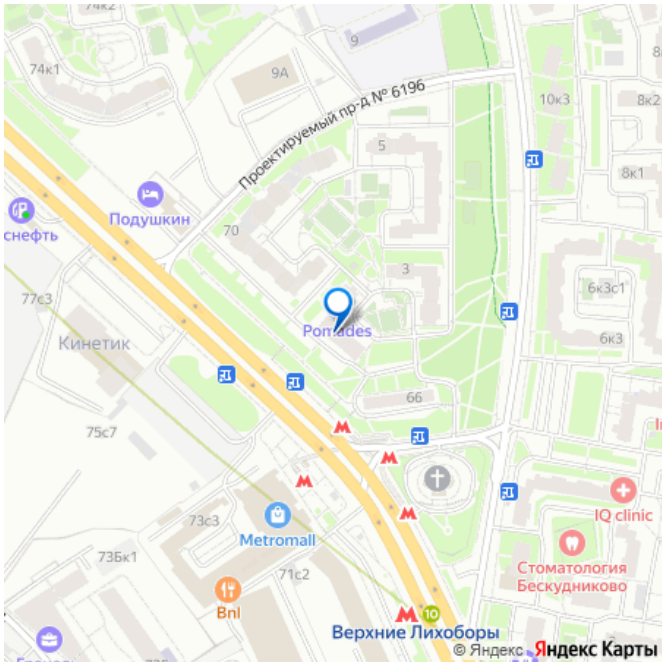 74к1
9
9А
Проектируемый пр-д № 6196
10к3
8к2
5
8к1
Подушкин
снефть
70
3
77с3
6к3с1
Pomades
Кинетик
6к3
66
75с7
IQ clinic
73с3
Metromall
Стоматология
Бескудниково
73Бк1
71с2
Bnl
10
Верхние Лихоборы
© Яндекс Яндекс Карты